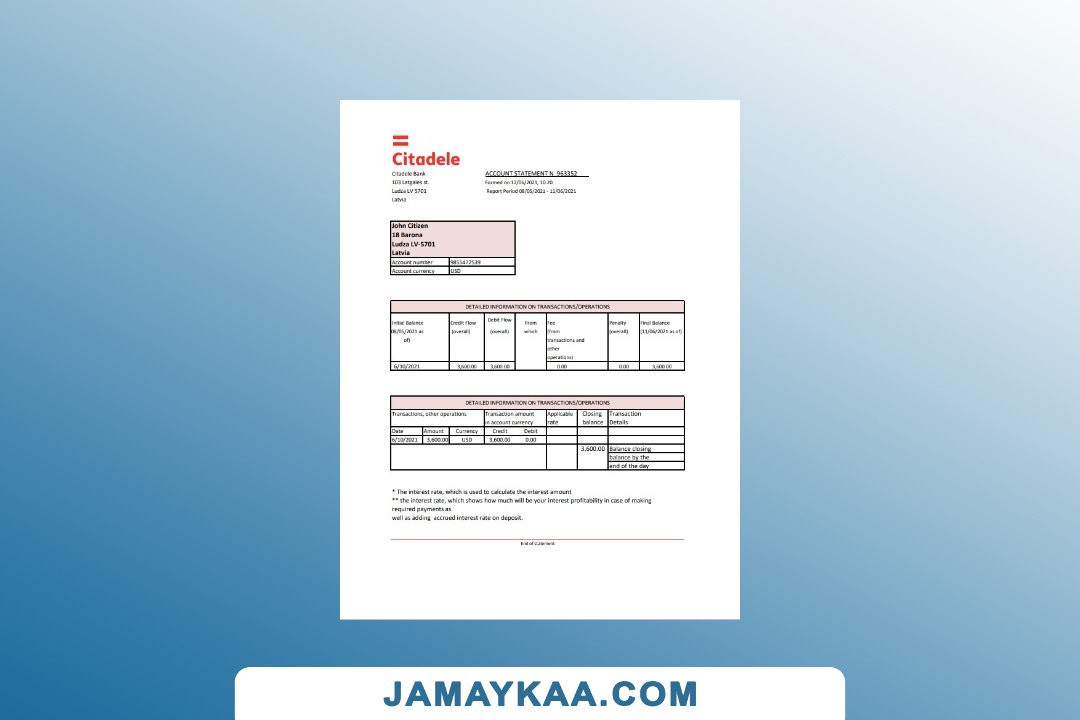 Citadele
Citadele Bank
103 Latgales st.
Ludza LV 5701
Latvia
ACCOUNT STATEMENT N 963352
Formed on 12/06/2021, 10:20
Report Period 08/05/2021 - 11/06/2021
John Citizen
18 Barona
Ludza LV-5701
Latvia
Account number 9855472539
Account currency USD
DETAILED INFORMATION ON TRANSACTIONS/OPERATIONS
Initial Balance (08/05/2021 as of) Credit Flow (overall) Debit Flow (overall) From which Fee (from transactions and other operations) Penalty (overall) Final Balance (11/06/2021 as of)
6/10/2021 3,600.00 3,600.00 0.00 0.00 3,600.00
DETAILED INFORMATION ON TRANSACTIONS/OPERATIONS
Transactions, other operations Transaction amount in account currency Applicable rate Closing balance Transaction Details
Date Amount Currency Credit Debit
6/10/2021 3,600.00 USD 3,600.00 0.00
3,600.00 Balance closing
balance by the
end of the day
* The interest rate, which is used to calculate the interest amount
** the interest rate, which shows how much will be your interest profitability in case of making
required payments as
well as adding accrued interest rate on deposit.
End of statement
JAMAYKAA.COM